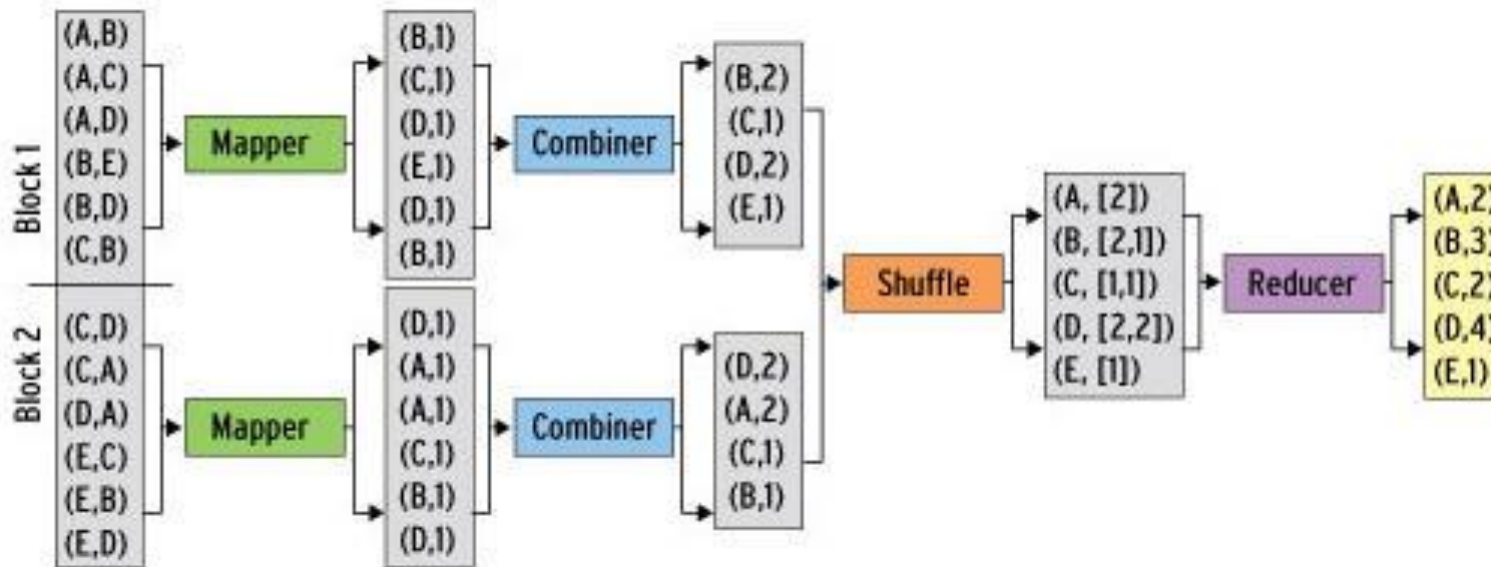 Block 1
(A,B)
(A,C)
(A,D)
(B,E)
(B,D)
(C,B)
Mapper
(B,1)
(C,1)
(D,1)
(E,1)
(D,1)
(B,1)
Combiner
(B,2)
(C,1)
(D,2)
(E,1)
Block 2
(C,D)
(C,A)
(D,A)
(E,C)
(E,B)
(E,D)
Mapper
(D,1)
(A,1)
(A,1)
(C,1)
(B,1)
(D,1)
Combiner
(D,2)
(A,2)
(C,1)
(B,1)
Shuffle
(A, [2])
(B, [2,1])
(C, [1,1])
(D, [2,2])
(E, [1])
Reducer
(A,2)
(B,3)
(C,2)
(D,4)
(E,1)